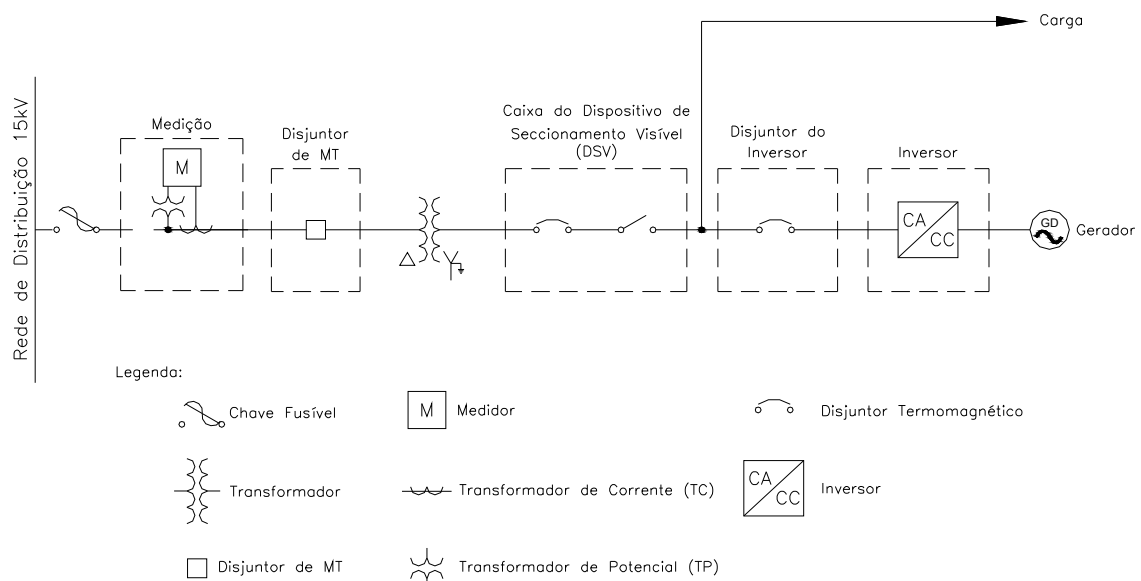 Carga
Rede de Distribuição 15kV
Medição
M
Disjuntor
de MT
Caixa do Dispositivo de
Seccionamento Visível
(DSV)
Disjuntor do
Inversor
Inversor
CA
CC
GD
Gerador
Legenda:
Chave Fusível
M
Medidor
Disjuntor Termomagnético
Transformador
Transformador de Corrente (TC)
CA
CC
Inversor
Disjuntor de MT
Transformador de Potencial (TP)